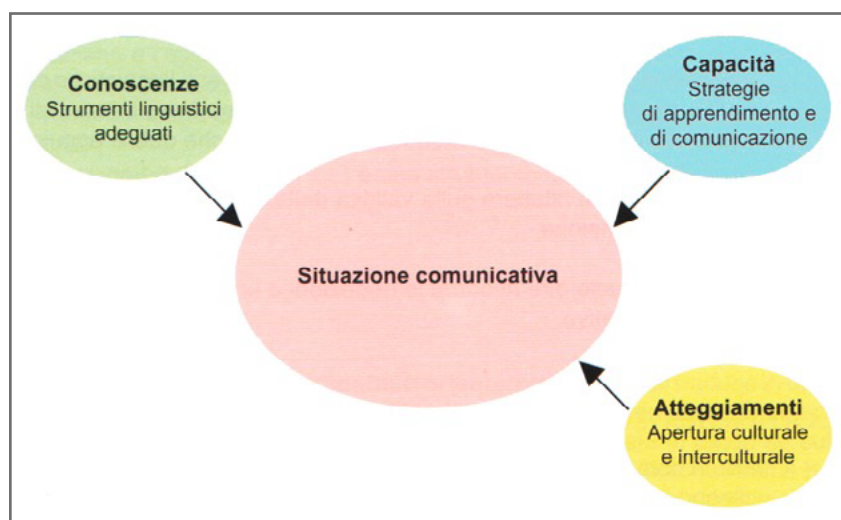 Conoscenze
Strumenti linguistici
adeguati
Capacità
Strategie
di apprendimento e
di comunicazione
Situazione comunicativa
Atteggiamenti
Apertura culturale
e interculturale